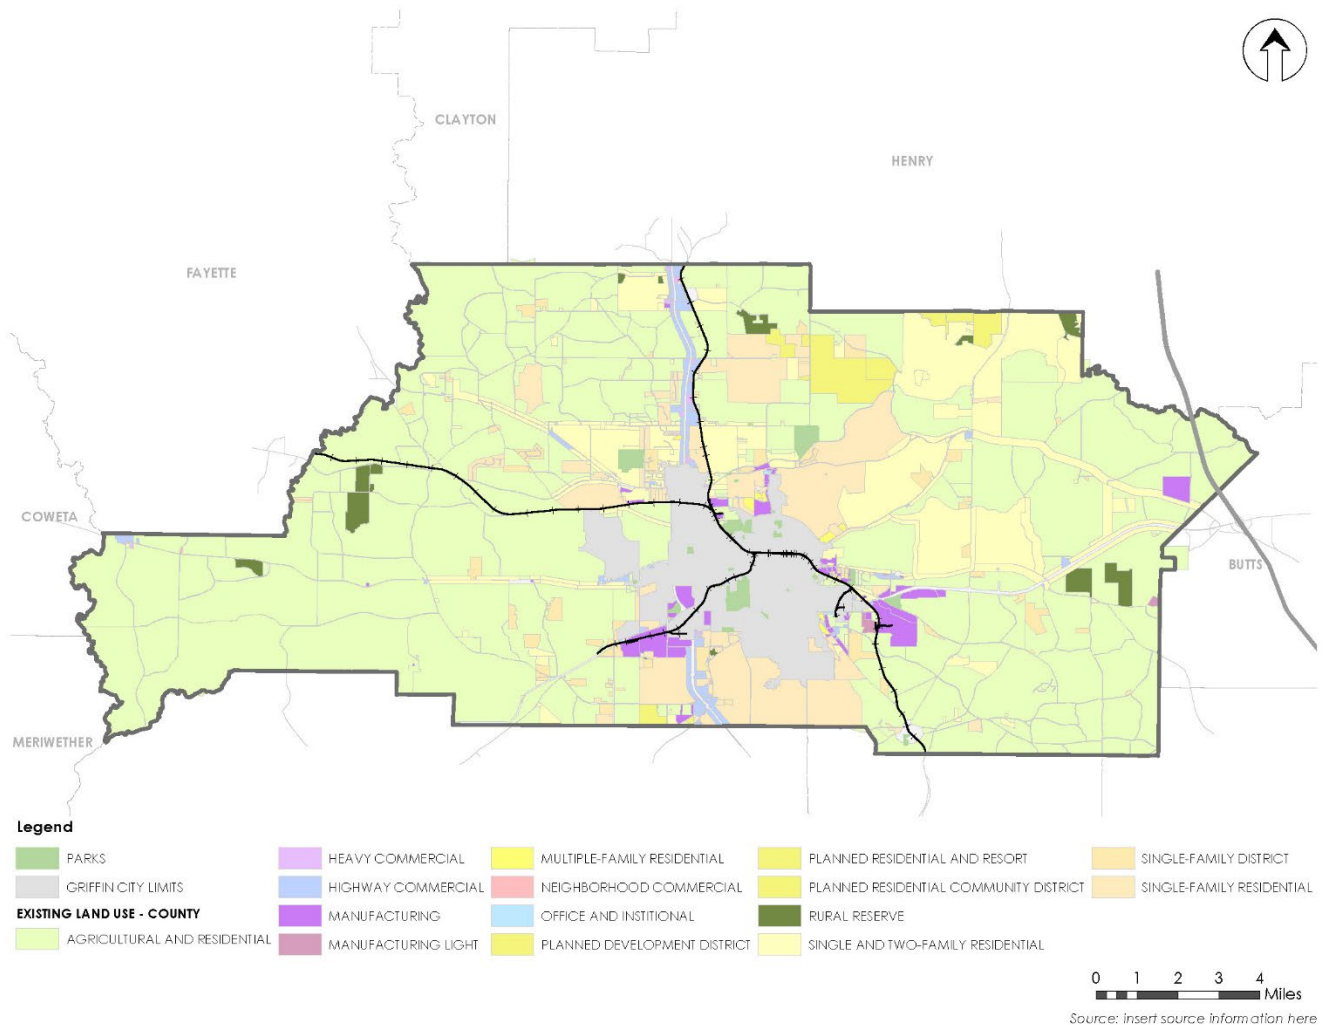 CLAYTON
HENRY
FAYETTE
COWETA
BUTTS
MERIWETHER
Legend
PARKS
GRIFFIN CITY LIMITS
EXISTING LAND USE - COUNTY
AGRICULTURAL AND RESIDENTIAL
HEAVY COMMERCIAL
HIGHWAY COMMERCIAL
MANUFACTURING
MANUFACTURING LIGHT
MULTIPLE-FAMILY RESIDENTIAL
NEIGHBORHOOD COMMERCIAL
OFFICE AND INSTITIONAL
PLANNED DEVELOPMENT DISTRICT
PLANNED RESIDENTIAL AND RESORT
PLANNED RESIDENTIAL COMMUNITY DISTRICT
RURAL RESERVE
SINGLE AND TWO-FAMILY RESIDENTIAL
SINGLE-FAMILY DISTRICT
SINGLE-FAMILY RESIDENTIAL
0 1 2 3 4
Miles
Source: insert source information here